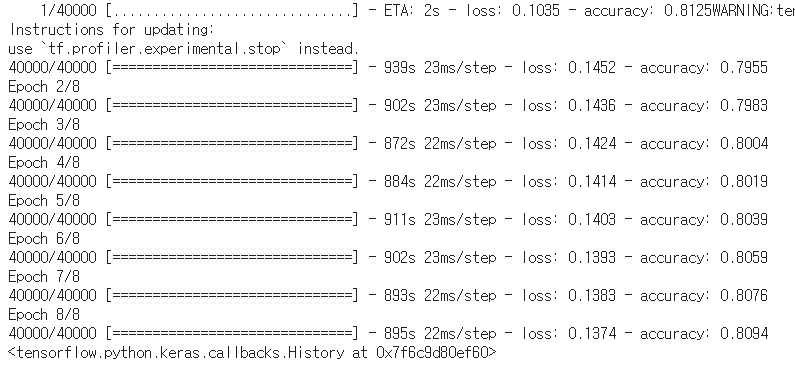 1/40000 [..............................] - ETA: 2s - loss: 0.1035 - accuracy: 0.8125WARNING:ten
Instructions for updating:
use `tf.profiler.experimental.stop` instead.
40000/40000 [==============================] - 939s 23ms/step - loss: 0.1452 - accuracy: 0.7955
Epoch 2/8
40000/40000 [==============================] - 902s 23ms/step - loss: 0.1436 - accuracy: 0.7983
Epoch 3/8
40000/40000 [==============================] - 872s 22ms/step - loss: 0.1424 - accuracy: 0.8004
Epoch 4/8
40000/40000 [==============================] - 884s 22ms/step - loss: 0.1414 - accuracy: 0.8019
Epoch 5/8
40000/40000 [==============================] - 911s 23ms/step - loss: 0.1403 - accuracy: 0.8039
Epoch 6/8
40000/40000 [==============================] - 902s 23ms/step - loss: 0.1393 - accuracy: 0.8059
Epoch 7/8
40000/40000 [==============================] - 893s 22ms/step - loss: 0.1383 - accuracy: 0.8076
Epoch 8/8
40000/40000 [==============================] - 895s 22ms/step - loss: 0.1374 - accuracy: 0.8094
<tensorflow.python.keras.callbacks.History at 0x7f6c9d80ef60>